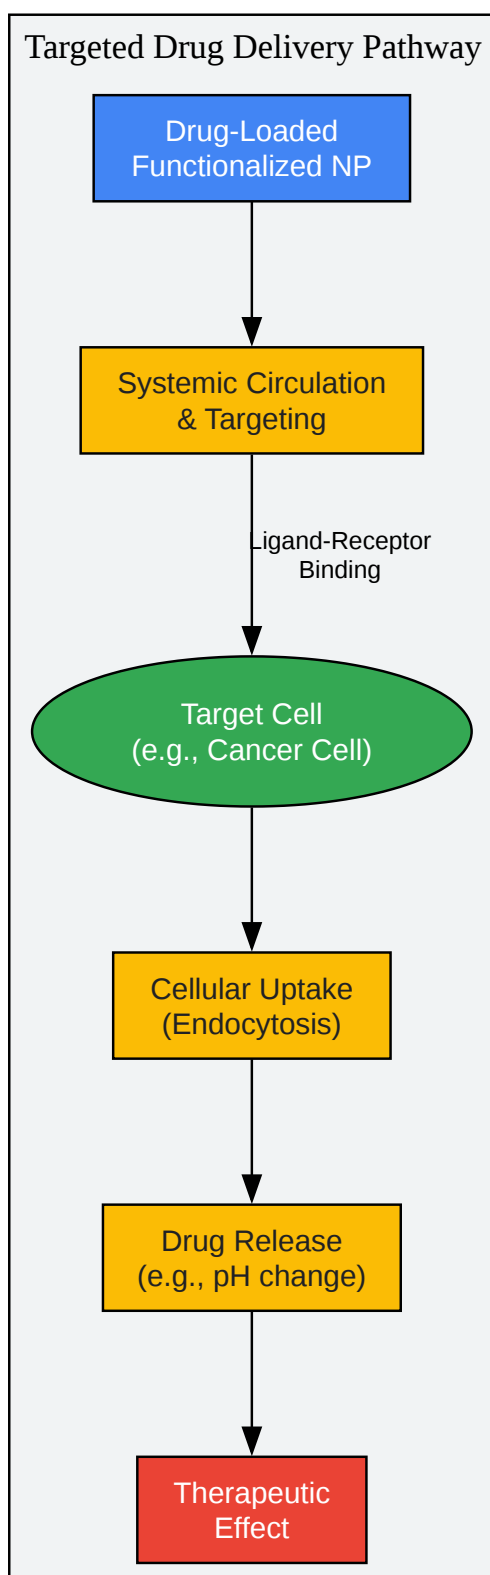 Targeted Drug Delivery Pathway
Drug-Loaded
Functionalized NP
Systemic Circulation
& Targeting
Ligand-Receptor
Binding
Target Cell
(e.g., Cancer Cell)
Cellular Uptake
(Endocytosis)
Drug Release
(e.g., pH change)
Therapeutic
Effect